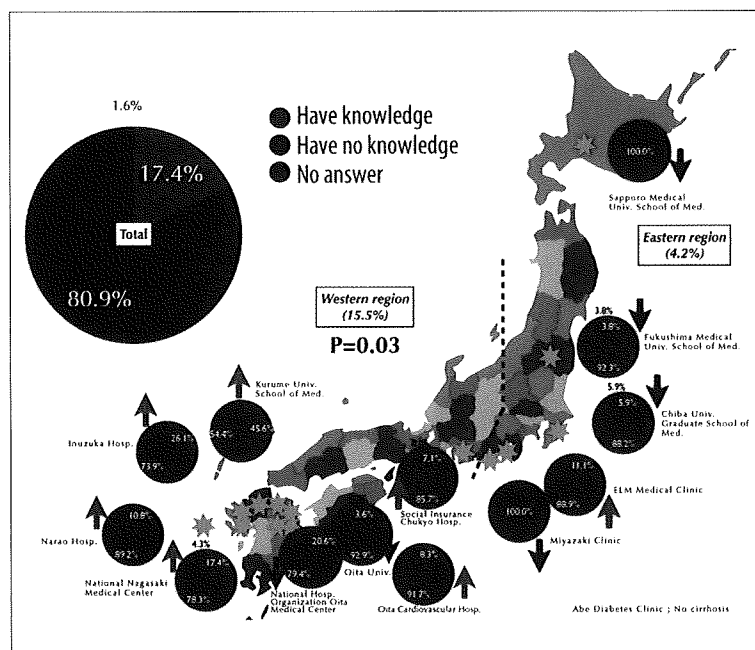 1.6%
17.4%
Total
80.9%
Have knowledge
Have no knowledge
No answer
100.0%
Sapporo Medical
Univ. School of Med.
Eastern region
(4.2%)
Western region
(15.5%)
P=0.03
3.8%
3.8%
92.3%
Fukushima Medical
Univ. School of Med.
5.9%
5.9%
88.2%
Chiba Univ.
Graduate School of
Med.
Kurume Univ.
School of Med.
54.4%
45.6%
Inuzuka Hosp.
26.1%
73.9%
7.1%
85.7%
Social Insurance
Chukyo Hosp.
11.1%
88.9%
ELM Medical Clinic
100.0%
Miyazaki Clinic
Narao Hosp.
10.8%
89.2%
4.3%
17.4%
78.3%
National Nagasaki
Medical Center
20.6%
79.4%
National Hosp.
Organization Oita
Medical Center
3.6%
92.9%
Oita Univ.
8.3%
91.7%
Oita Cardiovascular Hosp.
Abe Diabetes Clinic ; No cirrhosis